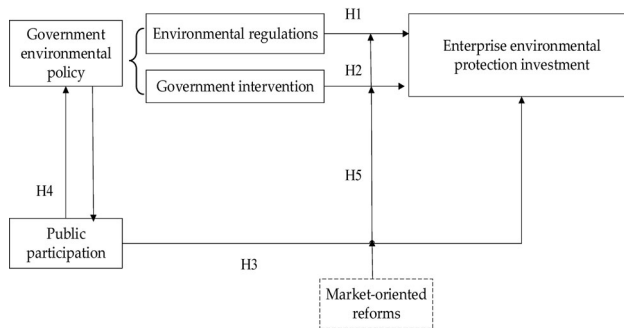 Government
environmental
policy
Environmental regulations
Government intervention
H1
H2
Enterprise environmental
protection investment
H4
H5
Public
participation
H3
Market-oriented
reforms